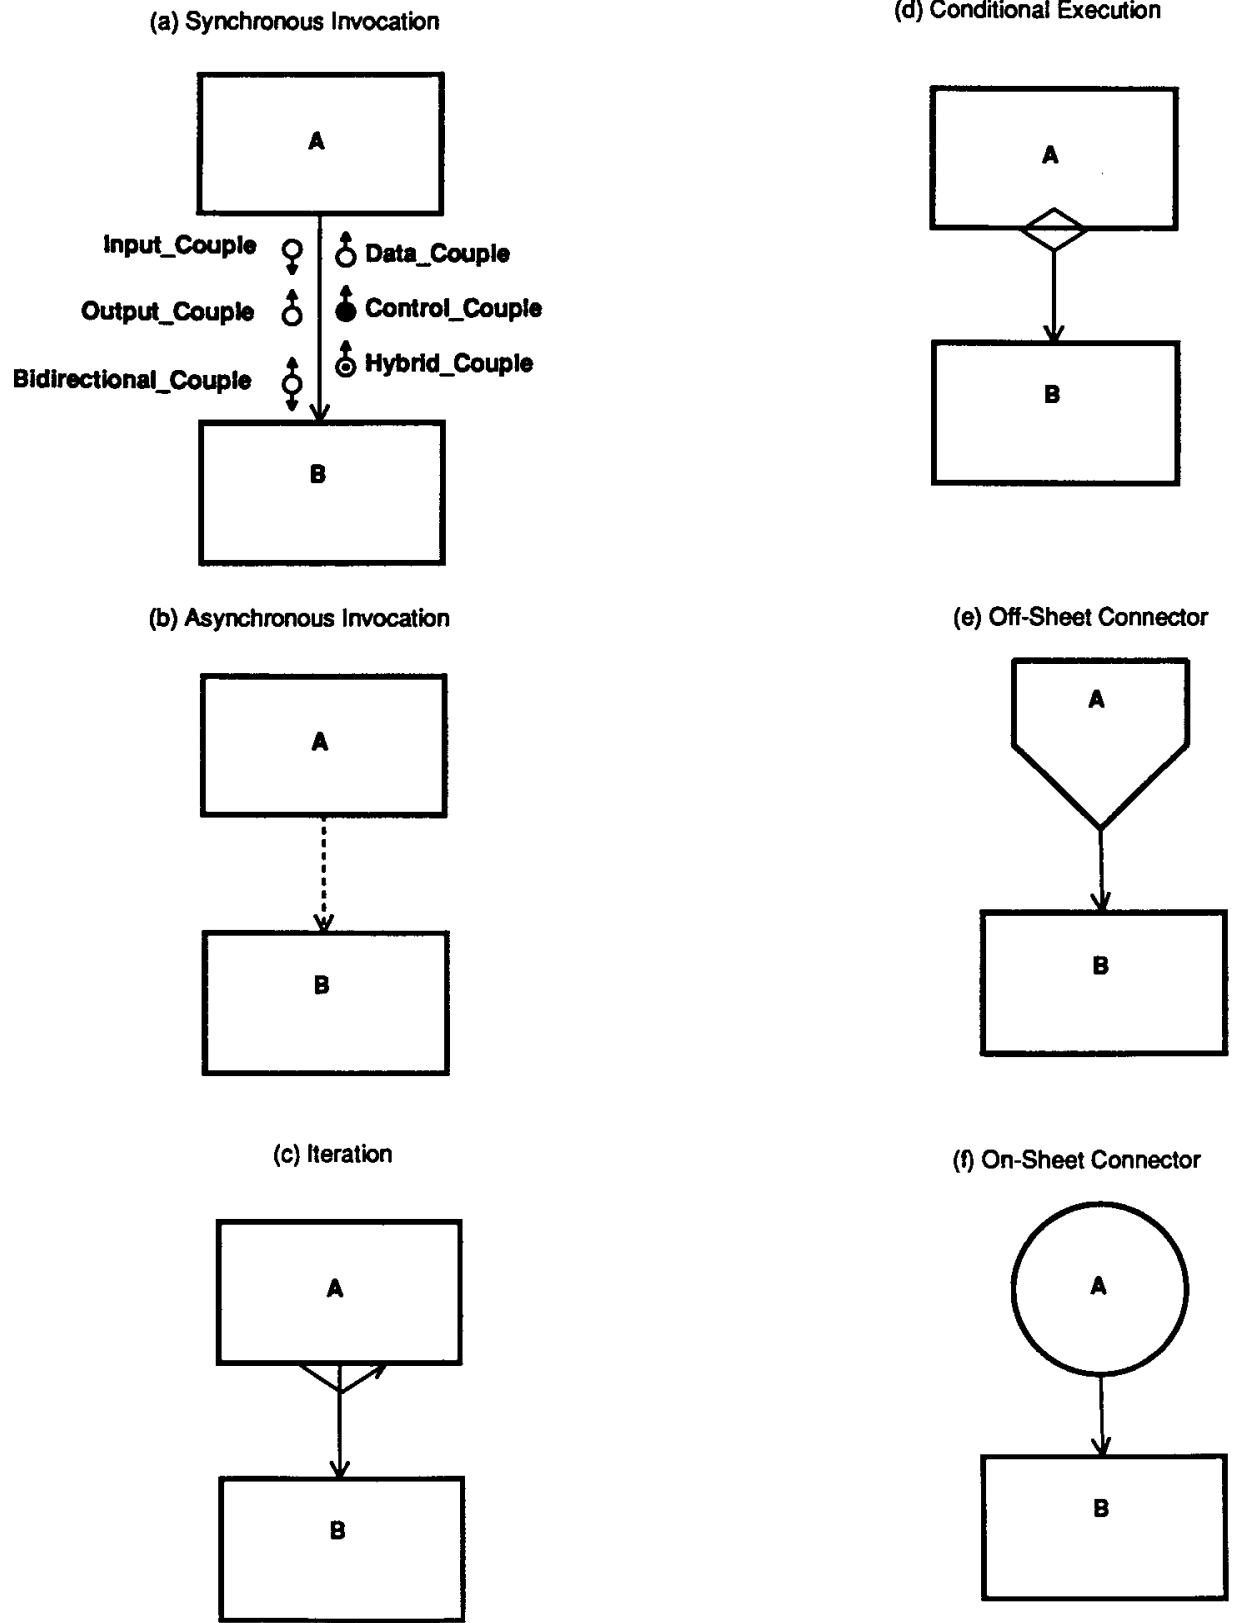 (a) Synchronous Invocation
A
Input_Couple
Data_Couple
Output_Couple
Control_Couple
Bidirectional_Couple
Hybrid_Couple
B
(b) Asynchronous Invocation
A
B
(c) Iteration
A
B
(d) Conditional Execution
A
B
(e) Off-Sheet Connector
A
B
(f) On-Sheet Connector
A
B